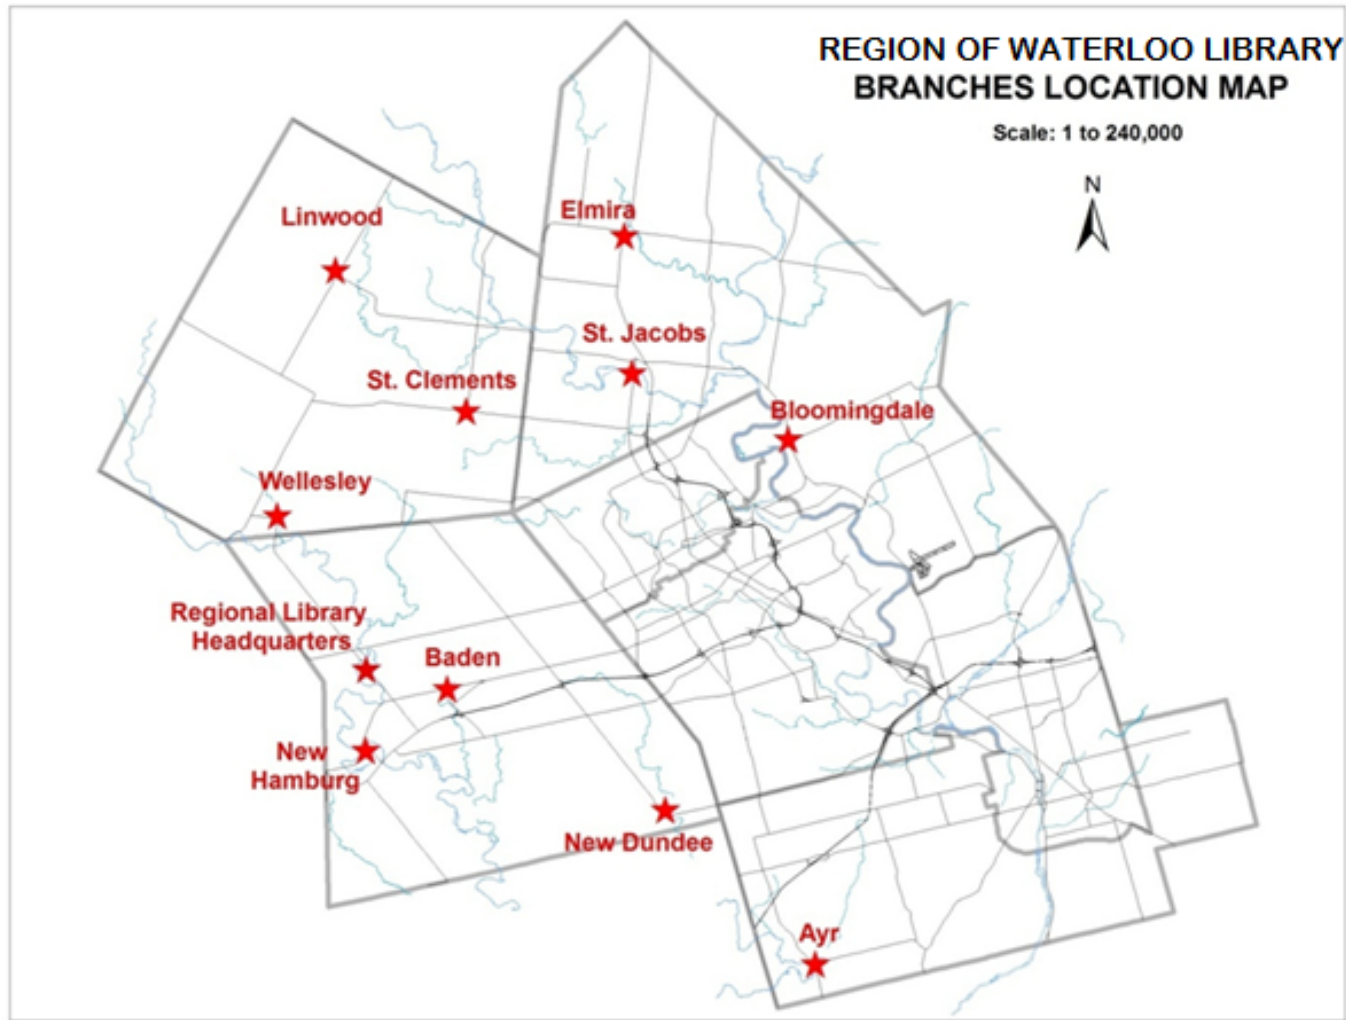 REGION OF WATERLOO LIBRARY
BRANCHES LOCATION MAP
Scale: 1 to 240,000
N
Linwood
Elmira
St. Jacobs
St. Clements
Bloomingdale
Wellesley
Regional Library
Headquarters
Baden
New
Hamburg
New Dundee
Ayr